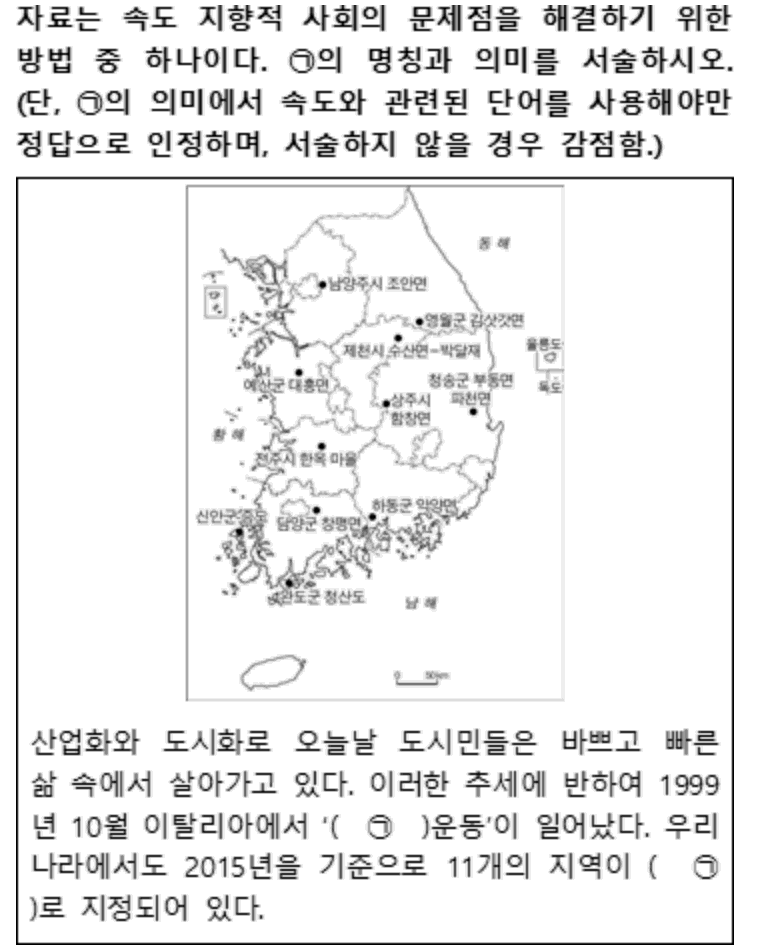 자료는 속도 지향적 사회의 문제점을 해결하기 위한
방법 중 하나이다. ㉠의 명칭과 의미를 서술하시오.
(단, ㉠의 의미에서 속도와 관련된 단어를 사용해야만
정답으로 인정하며, 서술하지 않을 경우 감점함.)
동 해
남양주시 조안면
영월군 김삿갓면
제천시 수산면-박달재
울릉도
독도
예산군 대흥면
청송군 부동면
파천면
상주시
함창면
황 해
전주시 한옥 마을
신안군 증도
담양군 창평면
하동군 악양면
완도군 청산도
남 해
0 50km
산업화와 도시화로 오늘날 도시민들은 바쁘고 빠른
삶 속에서 살아가고 있다. 이러한 추세에 반하여 1999
년 10월 이탈리아에서 '( ㉠ )운동'이 일어났다. 우리
나라에서도 2015년을 기준으로 11개의 지역이 ( ㉠
)로 지정되어 있다.